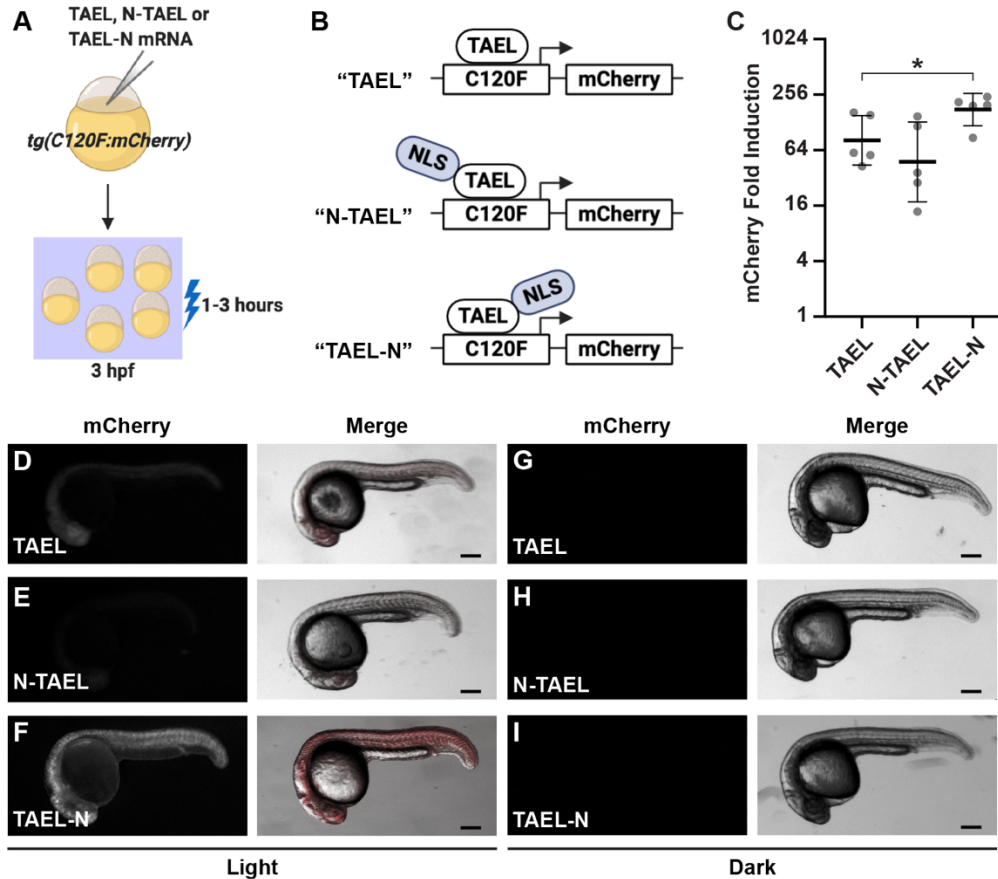 A
TAEL, N-TAEL or
TAEL-N mRNA
tg(C120F:mCherry)
1-3 hours
3 hpf
B
TAEL
“TAEL”
C120F
mCherry
NLS
TAEL
“N-TAEL”
C120F
mCherry
NLS
TAEL
“TAEL-N”
C120F
mCherry
C
mCherry Fold Induction
1024
256
64
16
4
1
*
TAEL
N-TAEL
TAEL-N
mCherry
Merge
mCherry
Merge
D
TAEL
G
TAEL
E
N-TAEL
H
N-TAEL
F
TAEL-N
I
TAEL-N
Light
Dark